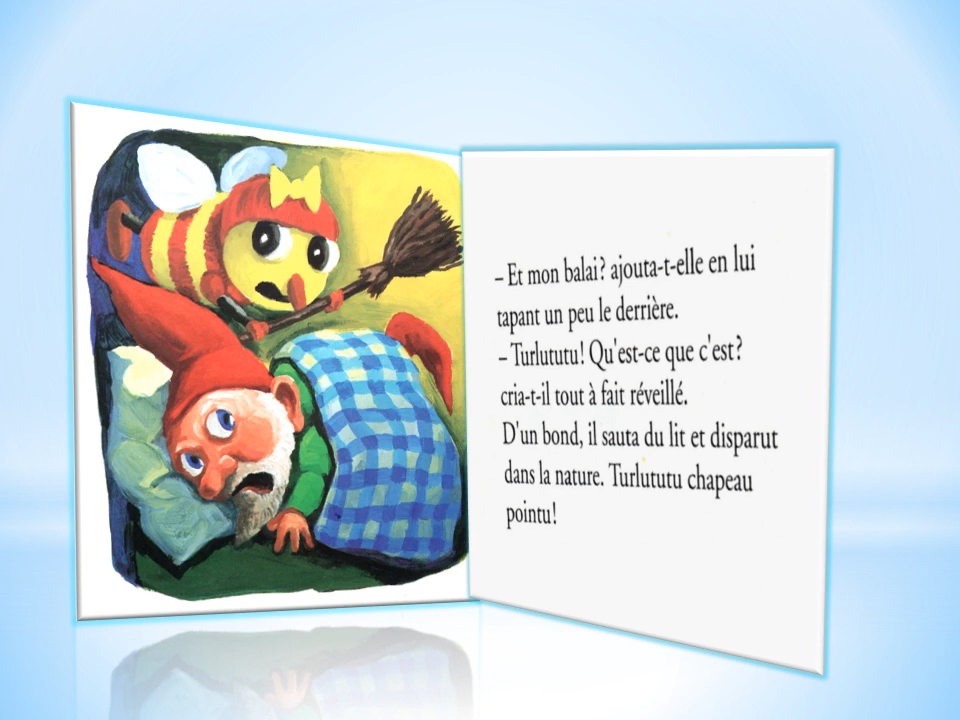 – Et mon balai? ajouta-t-elle en lui
tapant un peu le derrière.
– Turlututu! Qu'est-ce que c'est?
cria-t-il tout à fait réveillé.
D'un bond, il sauta du lit et disparut
dans la nature. Turlututu chapeau
pointu!